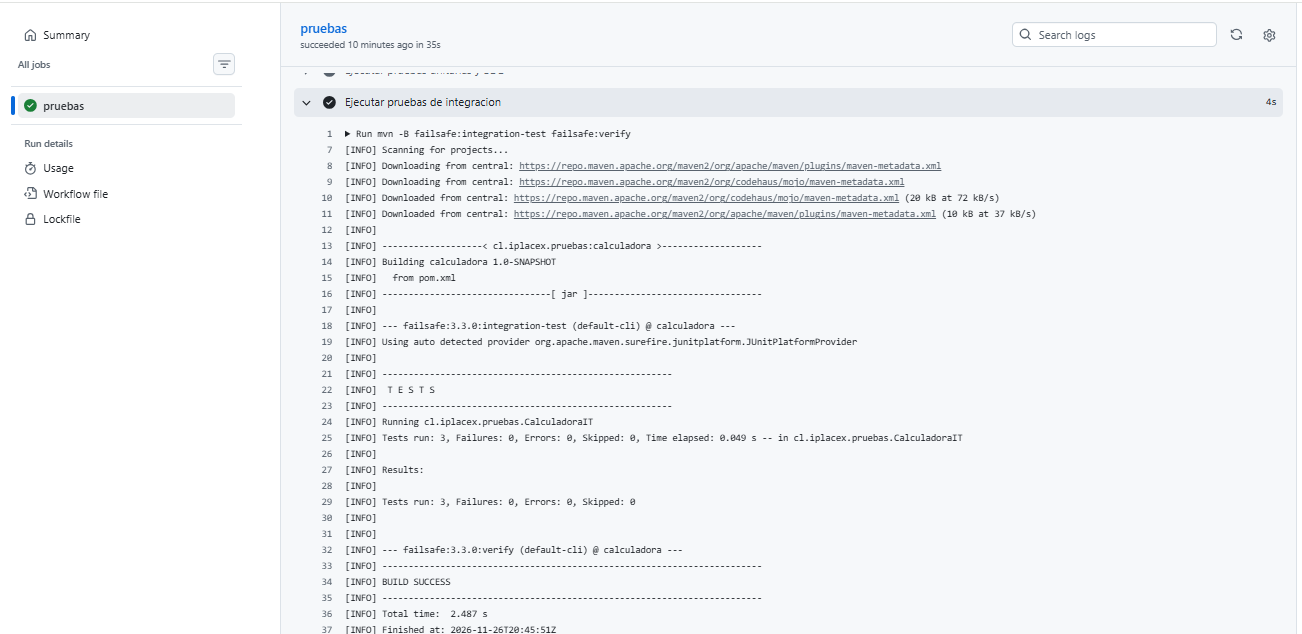 Summary
All jobs
pruebas
Run details
Usage
Workflow file
Lockfile
pruebas
succeeded 10 minutes ago in 35s
Search logs
Ejecutar pruebas de integracion 4s
1 Run mvn -B failsafe:integration-test failsafe:verify
7 [INFO] Scanning for projects...
8 [INFO] Downloading from central: https://repo.maven.apache.org/maven2/org/apache/maven/plugins/maven-metadata.xml
9 [INFO] Downloading from central: https://repo.maven.apache.org/maven2/org/codehaus/mojo/maven-metadata.xml
10 [INFO] Downloaded from central: https://repo.maven.apache.org/maven2/org/codehaus/mojo/maven-metadata.xml (20 kB at 72 kB/s)
11 [INFO] Downloaded from central: https://repo.maven.apache.org/maven2/org/apache/maven/plugins/maven-metadata.xml (10 kB at 37 kB/s)
12 [INFO]
13 [INFO] -------------------< cl.iplacex.pruebas:calculadora >-------------------
14 [INFO] Building calculadora 1.0-SNAPSHOT
15 [INFO]   from pom.xml
16 [INFO] --------------------------------[ jar ]---------------------------------
17 [INFO]
18 [INFO] --- failsafe:3.3.0:integration-test (default-cli) @ calculadora ---
19 [INFO] Using auto detected provider org.apache.maven.surefire.junitplatform.JUnitPlatformProvider
20 [INFO]
21 [INFO] -------------------------------------------------------
22 [INFO]  T E S T S
23 [INFO] -------------------------------------------------------
24 [INFO] Running cl.iplacex.pruebas.CalculadoraIT
25 [INFO] Tests run: 3, Failures: 0, Errors: 0, Skipped: 0, Time elapsed: 0.049 s -- in cl.iplacex.pruebas.CalculadoraIT
26 [INFO]
27 [INFO] Results:
28 [INFO]
29 [INFO] Tests run: 3, Failures: 0, Errors: 0, Skipped: 0
30 [INFO]
31 [INFO]
32 [INFO] --- failsafe:3.3.0:verify (default-cli) @ calculadora ---
33 [INFO] ------------------------------------------------------------------------
34 [INFO] BUILD SUCCESS
35 [INFO] ------------------------------------------------------------------------
36 [INFO] Total time:  2.487 s
37 [INFO] Finished at: 2026-11-26T20:45:51Z